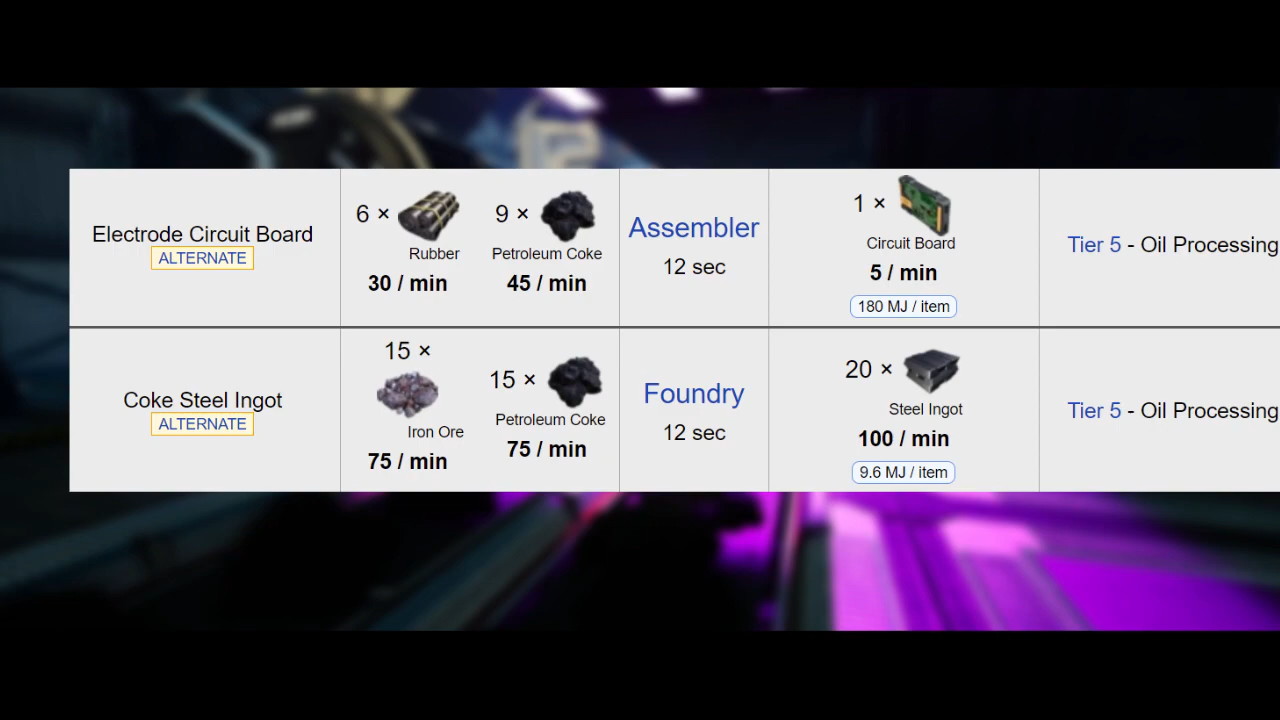 Electrode Circuit Board
ALTERNATE
6 ×
Rubber
30 / min
9 ×
Petroleum Coke
45 / min
Assembler
12 sec
1 ×
Circuit Board
5 / min
180 MJ / item
Tier 5 - Oil Processing
Coke Steel Ingot
ALTERNATE
15 ×
Iron Ore
75 / min
15 ×
Petroleum Coke
75 / min
Foundry
12 sec
20 ×
Steel Ingot
100 / min
9.6 MJ / item
Tier 5 - Oil Processing